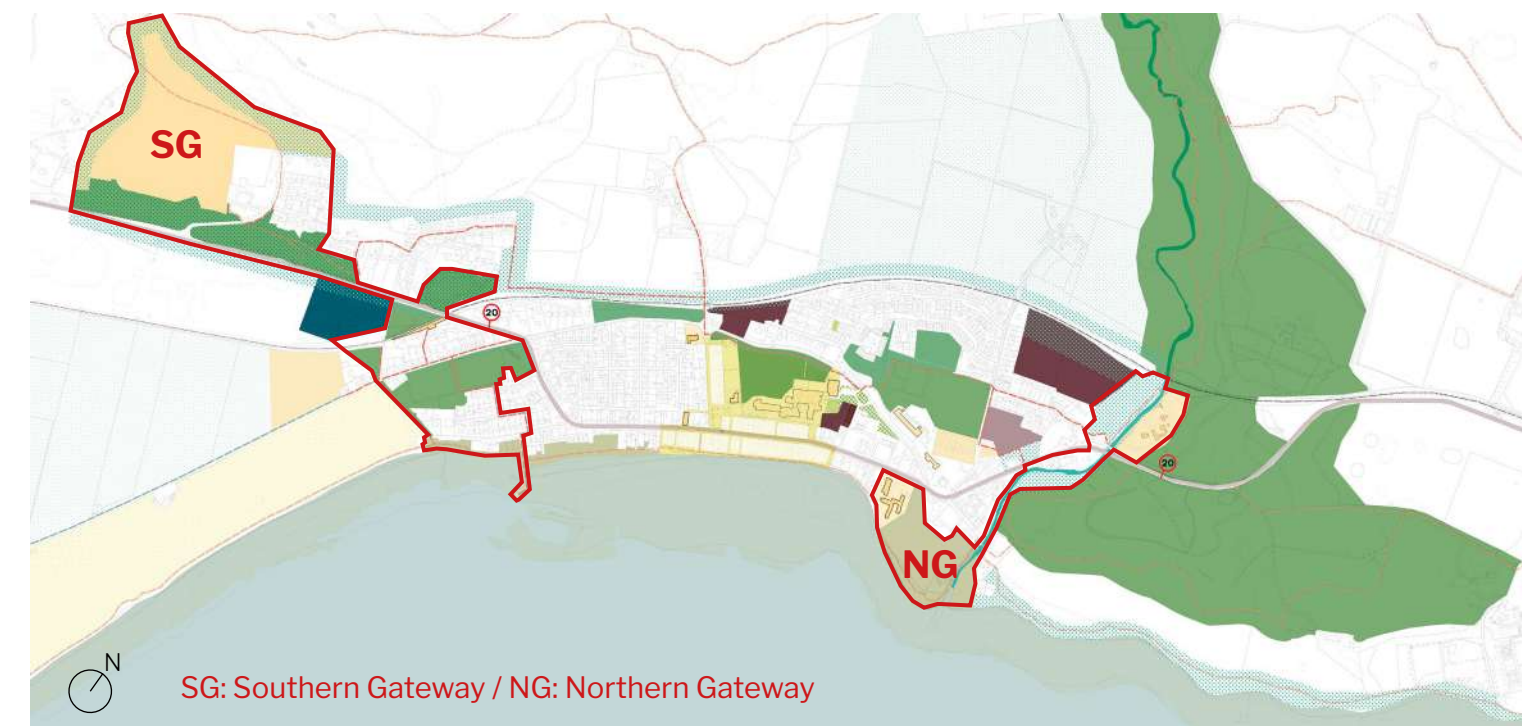 SG
20
20
NG
N
SG: Southern Gateway / NG: Northern Gateway